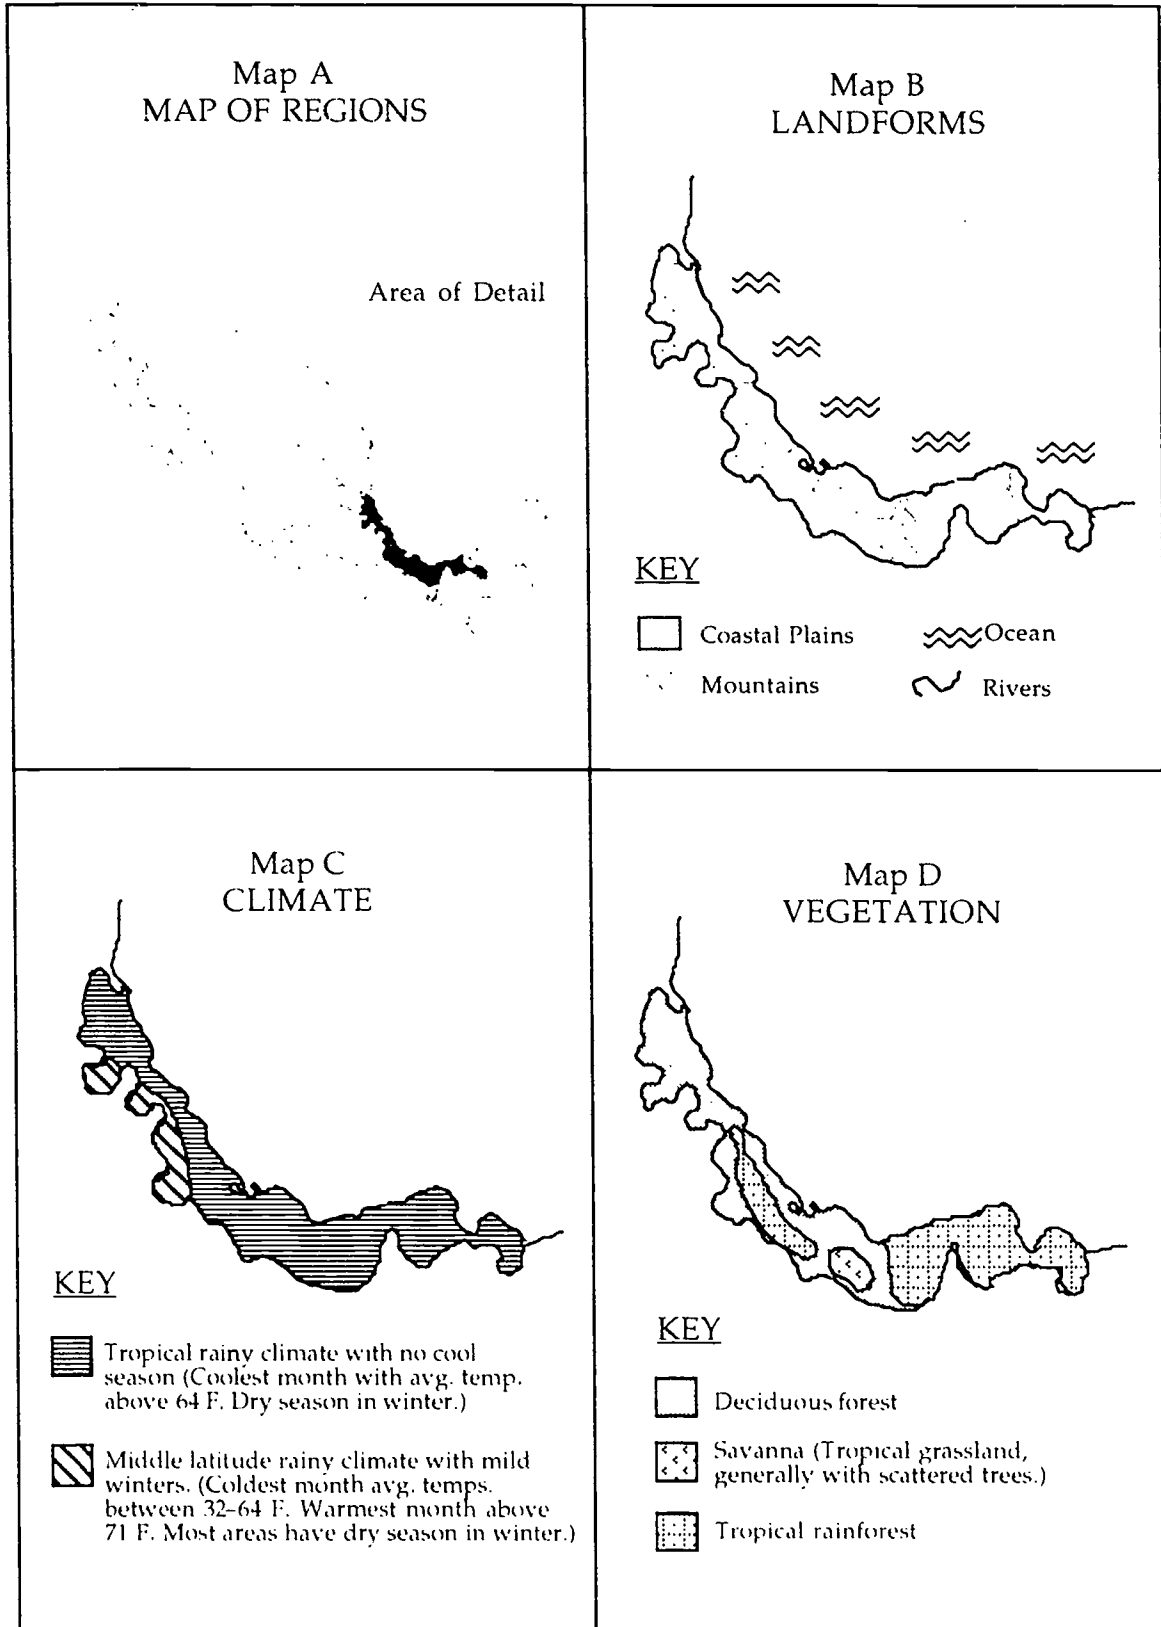 Map A
MAP OF REGIONS
Area of Detail
Map B
LANDFORMS
KEY
Coastal Plains
Ocean
Mountains
Rivers
Map C
CLIMATE
KEY
Tropical rainy climate with no cool
season (Coolest month with avg. temp.
above 64 F. Dry season in winter.)
Middle latitude rainy climate with mild
winters. (Coldest month avg. temps.
between 32–64 F. Warmest month above
71 F. Most areas have dry season in winter.)
Map D
VEGETATION
KEY
Deciduous forest
Savanna (Tropical grassland,
generally with scattered trees.)
Tropical rainforest